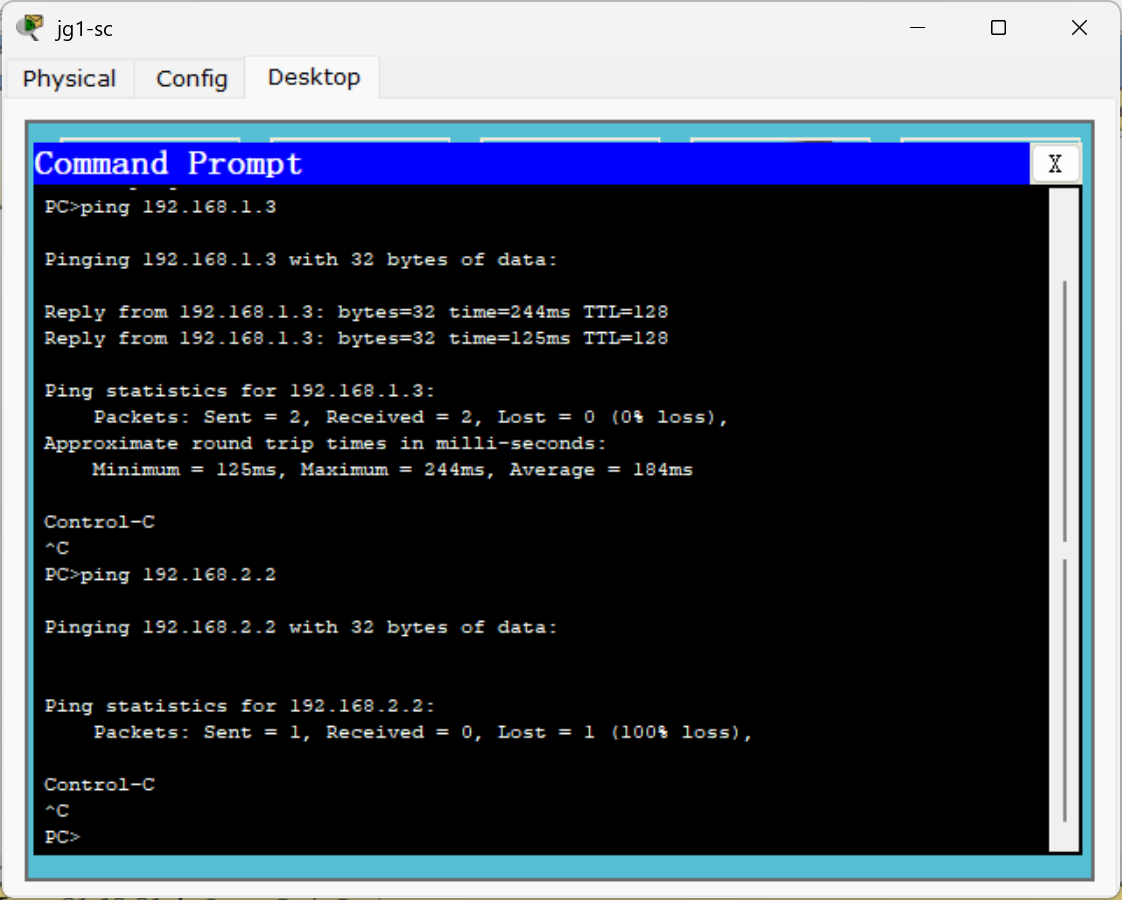 jg1-sc
Physical Config Desktop
Command Prompt X
PC>ping 192.168.1.3
Pinging 192.168.1.3 with 32 bytes of data:
Reply from 192.168.1.3: bytes=32 time=244ms TTL=128
Reply from 192.168.1.3: bytes=32 time=125ms TTL=128
Ping statistics for 192.168.1.3:
    Packets: Sent = 2, Received = 2, Lost = 0 (0% loss),
Approximate round trip times in milli-seconds:
    Minimum = 125ms, Maximum = 244ms, Average = 184ms
Control-C
^C
PC>ping 192.168.2.2
Pinging 192.168.2.2 with 32 bytes of data:
Ping statistics for 192.168.2.2:
    Packets: Sent = 1, Received = 0, Lost = 1 (100% loss),
Control-C
^C
PC>